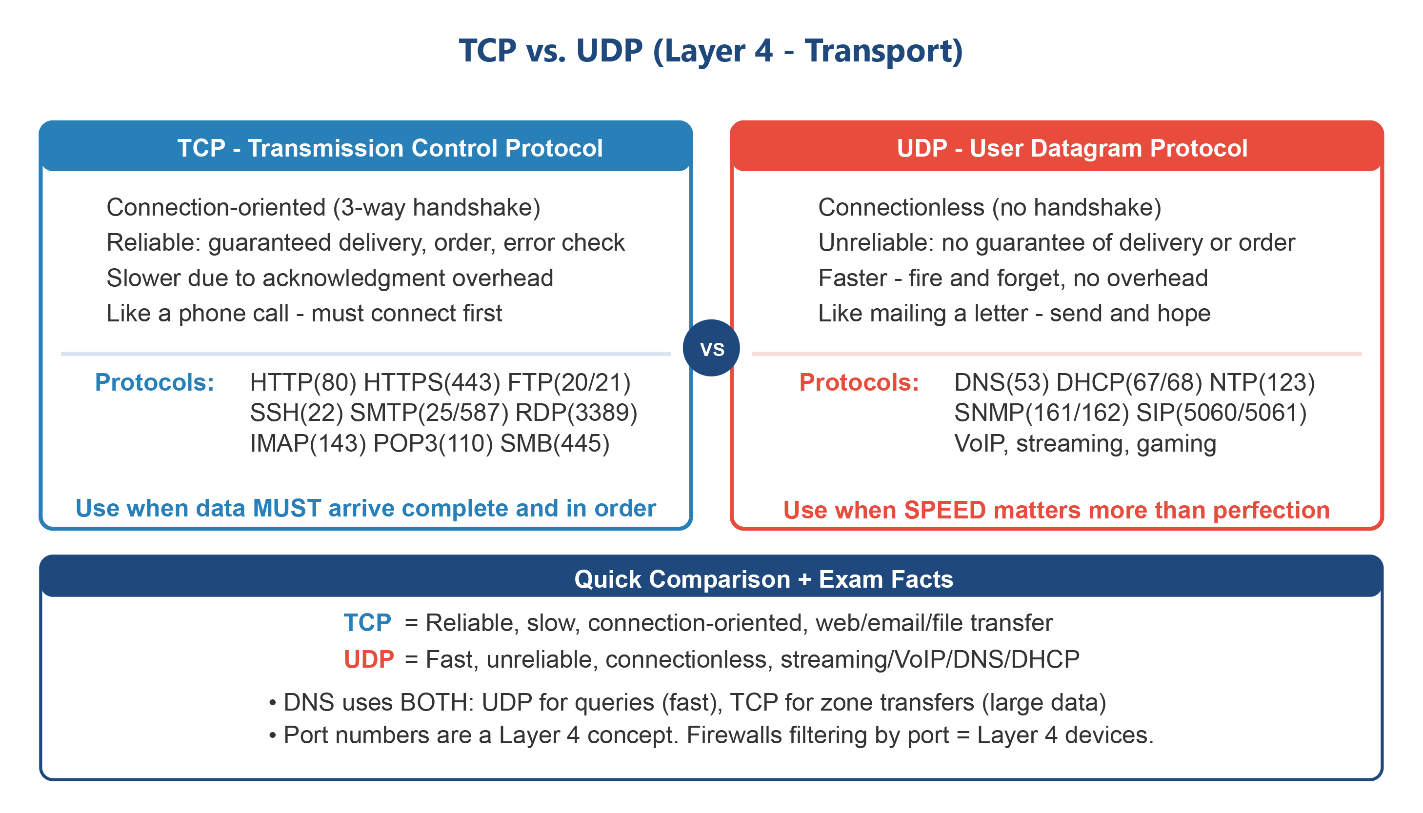 TCP vs. UDP (Layer 4 - Transport)
TCP - Transmission Control Protocol
Connection-oriented (3-way handshake)
Reliable: guaranteed delivery, order, error check
Slower due to acknowledgment overhead
Like a phone call - must connect first
Protocols: HTTP(80) HTTPS(443) FTP(20/21)
SSH(22) SMTP(25/587) RDP(3389)
IMAP(143) POP3(110) SMB(445)
Use when data MUST arrive complete and in order
VS
UDP - User Datagram Protocol
Connectionless (no handshake)
Unreliable: no guarantee of delivery or order
Faster - fire and forget, no overhead
Like mailing a letter - send and hope
Protocols: DNS(53) DHCP(67/68) NTP(123)
SNMP(161/162) SIP(5060/5061)
VoIP, streaming, gaming
Use when SPEED matters more than perfection
Quick Comparison + Exam Facts
TCP = Reliable, slow, connection-oriented, web/email/file transfer
UDP = Fast, unreliable, connectionless, streaming/VoIP/DNS/DHCP
• DNS uses BOTH: UDP for queries (fast), TCP for zone transfers (large data)
• Port numbers are a Layer 4 concept. Firewalls filtering by port = Layer 4 devices.